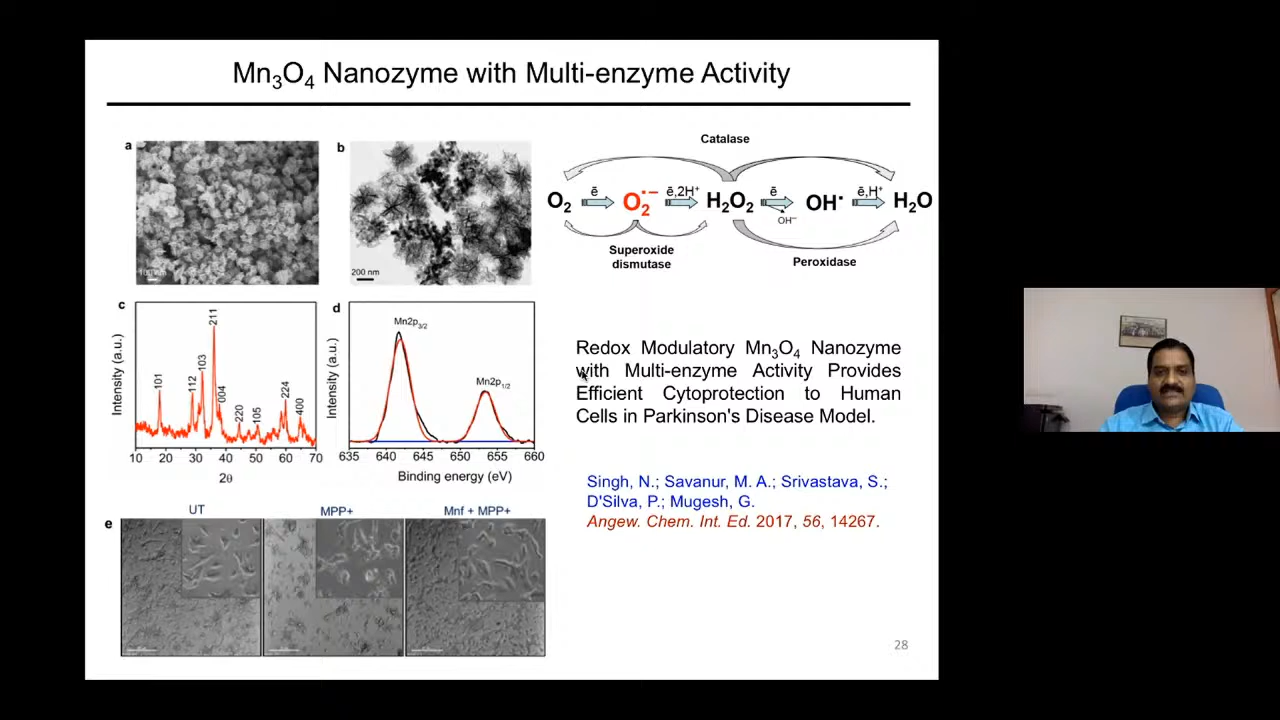 Mn₃O₄ Nanozyme with Multi-enzyme Activity
a
100 nm
b
200 nm
Catalase
O₂ ē O₂•− ē,2H⁺ H₂O₂ ē OH• ē,H⁺ H₂O
OH⁻
Superoxide
dismutase
Peroxidase
c
Intensity (a.u.)
101
112
103
211
004
220
105
224
400
10 20 30 40 50 60 70
2θ
d
Intensity (a.u.)
Mn2p₃/₂
Mn2p₁/₂
635 640 645 650 655 660
Binding energy (eV)
Redox Modulatory Mn₃O₄ Nanozyme
with Multi-enzyme Activity Provides
Efficient Cytoprotection to Human
Cells in Parkinson's Disease Model.
Singh, N.; Savanur, M. A.; Srivastava, S.;
D'Silva, P.; Mugesh, G.
Angew. Chem. Int. Ed. 2017, 56, 14267.
e
UT MPP+ Mnf + MPP+
28